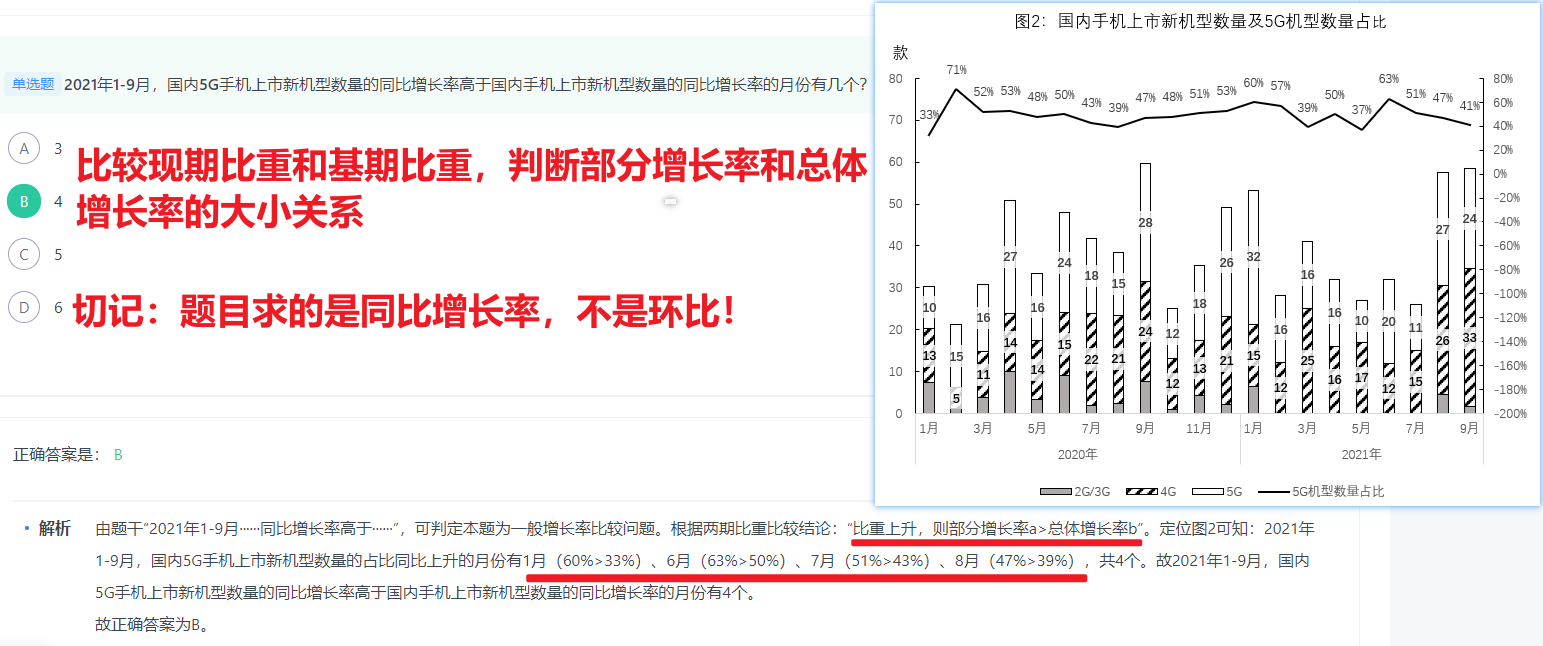 单选题 2021年1-9月，国内5G手机上市新机型数量的同比增长率高于国内手机上市新机型数量的同比增长率的月份有几个？
A 3
B 4
C 5
D 6
比较现期比重和基期比重，判断部分增长率和总体
增长率的大小关系
切记：题目求的是同比增长率，不是环比！
图2：国内手机上市新机型数量及5G机型数量占比
款
80 70 60 50 40 30 20 10 0
80% 60% 40% 20% 0% -20% -40% -60% -80% -100% -120% -140% -160% -180% -200%
33% 71% 52% 53% 48% 50% 43% 39% 47% 48% 51% 53% 60% 57% 39% 50% 37% 63% 51% 47% 41%
10 15 16 27 16 24 18 15 28 12 18 26 32 16 16 16 10 20 11 27 24
13 5 11 14 14 15 22 21 24 12 13 21 15 12 25 16 17 12 15 26 33
1月 3月 5月 7月 9月 11月 1月 3月 5月 7月 9月
2020年 2021年
2G/3G 4G 5G 5G机型数量占比
正确答案是： B
• 解析 由题干“2021年1-9月······同比增长率高于······”，可判定本题为一般增长率比较问题。根据两期比重比较结论：“比重上升，则部分增长率a>总体增长率b”。定位图2可知：2021年
1-9月，国内5G手机上市新机型数量的占比同比上升的月份有1月（60%>33%）、6月（63%>50%）、7月（51%>43%）、8月（47%>39%），共4个。故2021年1-9月，国内
5G手机上市新机型数量的同比增长率高于国内手机上市新机型数量的同比增长率的月份有4个。
故正确答案为B。